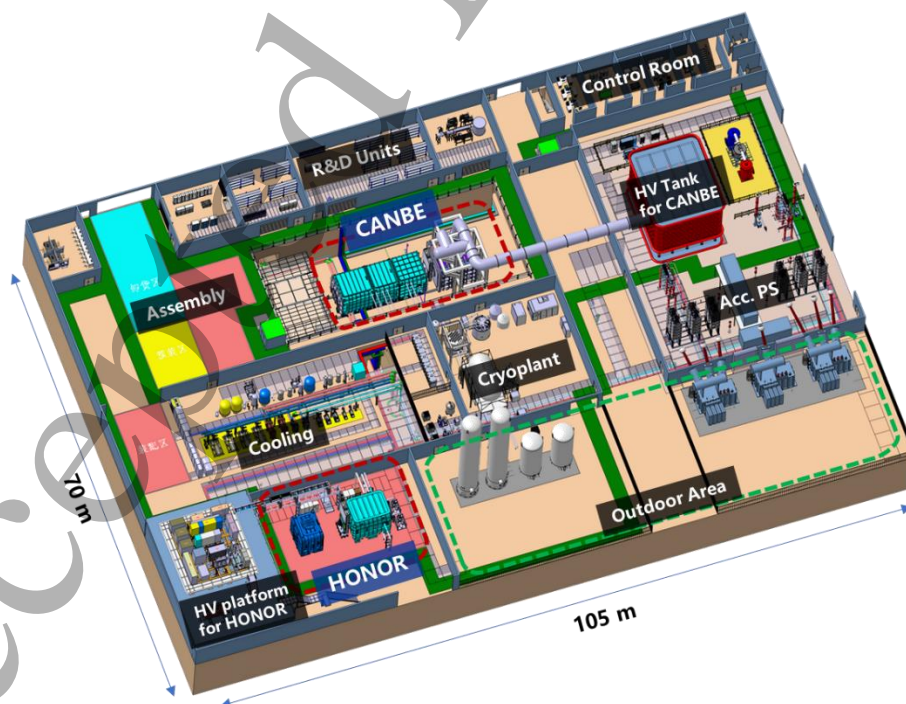 Control Room
R&D Units
HV Tank
for CANBE
CANBE
Assembly
Acc. PS
Cryoplant
Cooling
Outdoor Area
HV platform
for HONOR
HONOR
70 m
105 m